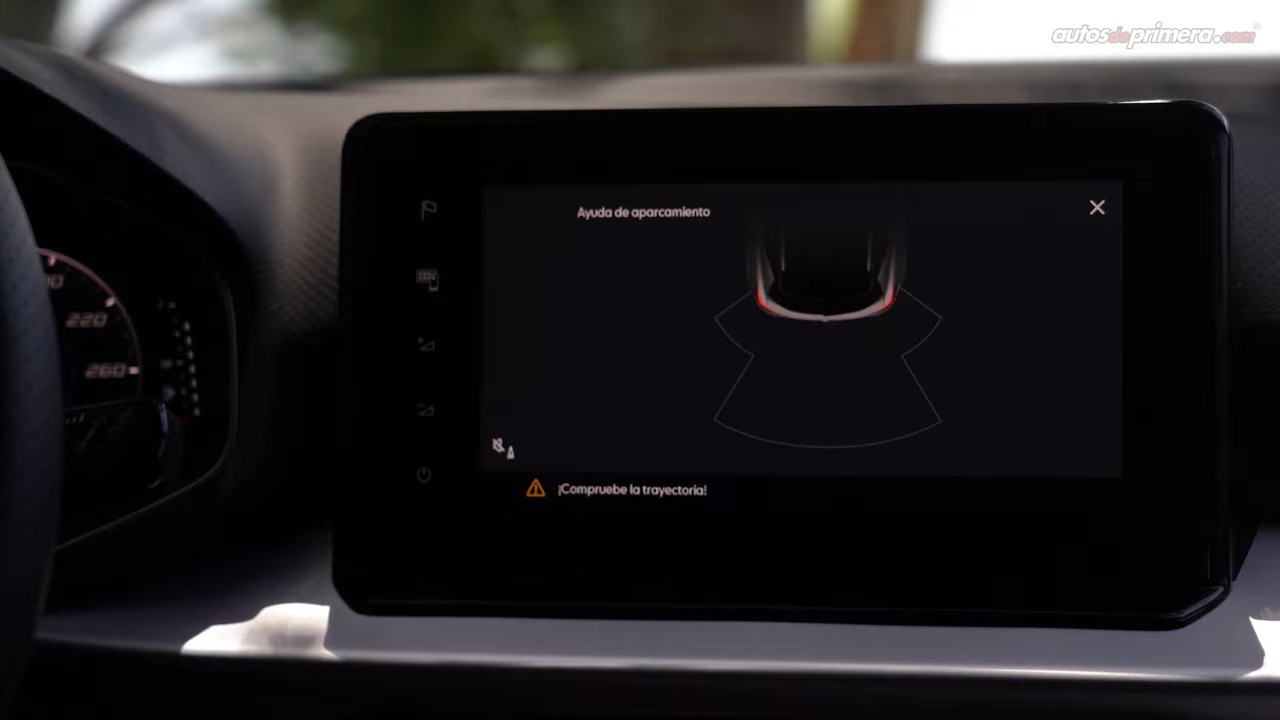 autosdeprimera.com
Ayuda de aparcamiento
220
260
¡Compruebe la trayectoria!